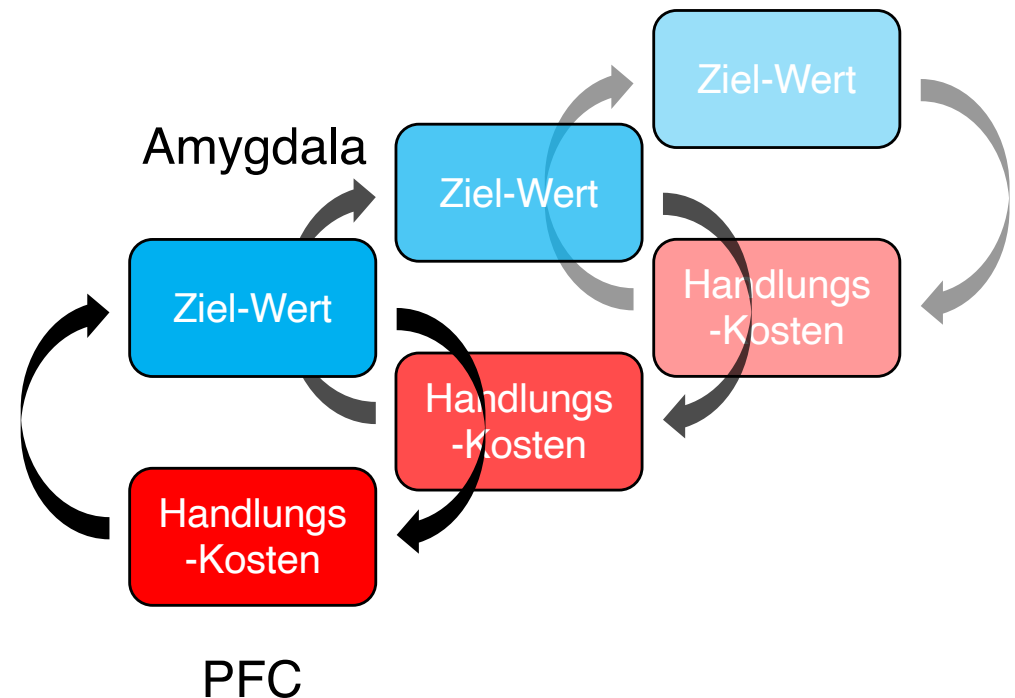 Ziel-Wert
Amygdala
Ziel-Wert
Ziel-Wert
Handlungs
-Kosten
Handlungs
-Kosten
Handlungs
-Kosten
PFC